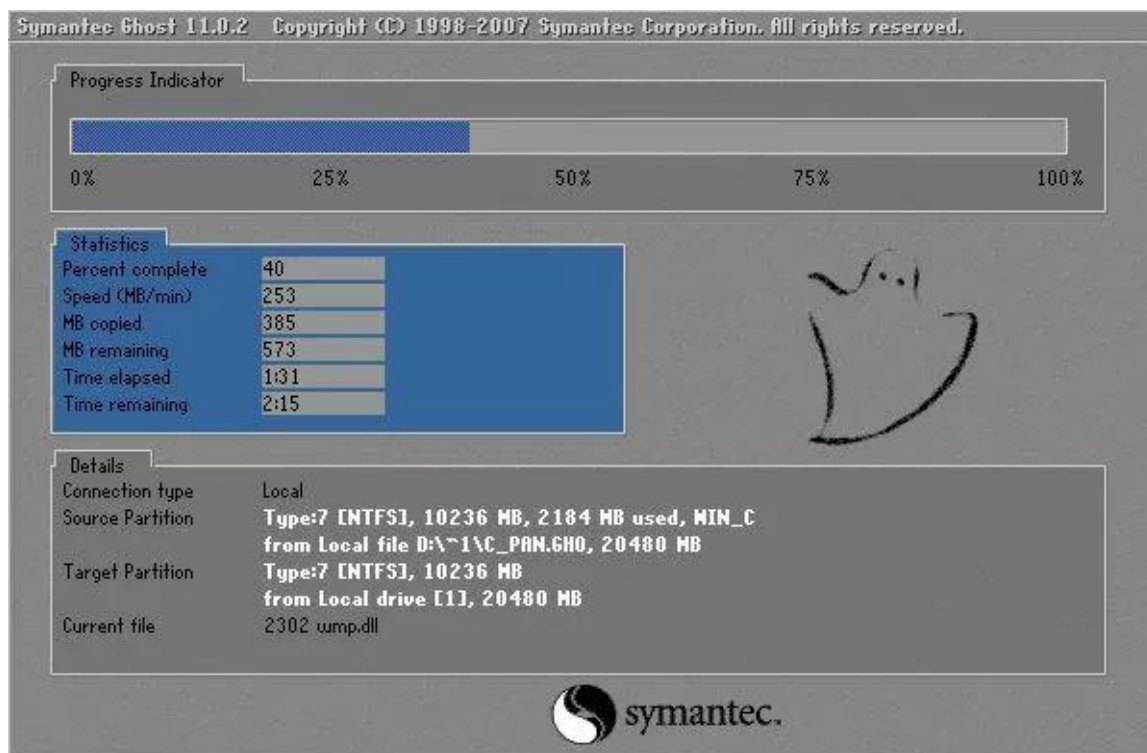 Symantec Ghost 11.0.2 Copyright (C) 1998-2007 Symantec Corporation. All rights reserved.
Progress Indicator
0% 25% 50% 75% 100%
Statistics
Percent complete 40
Speed (MB/min) 253
MB copied 385
MB remaining 573
Time elapsed 1:31
Time remaining 2:15
Details
Connection type Local
Source Partition Type:7 [NTFS], 10236 MB, 2184 MB used, WIN_C
from Local file D:\~1\C_PAN.GHO, 20480 MB
Target Partition Type:7 [NTFS], 10236 MB
from Local drive [1], 20480 MB
Current file 2302 wmp.dll
symantec.